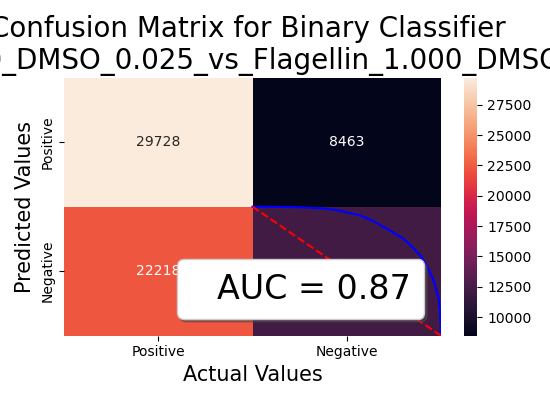 Confusion Matrix for Binary Classifier
_DMSO_0.025_vs_Flagellin_1.000_DMSO
Predicted Values
Positive
Negative
29728
8463
22218
AUC = 0.87
Positive
Negative
Actual Values
27500
25000
22500
20000
17500
15000
12500
10000